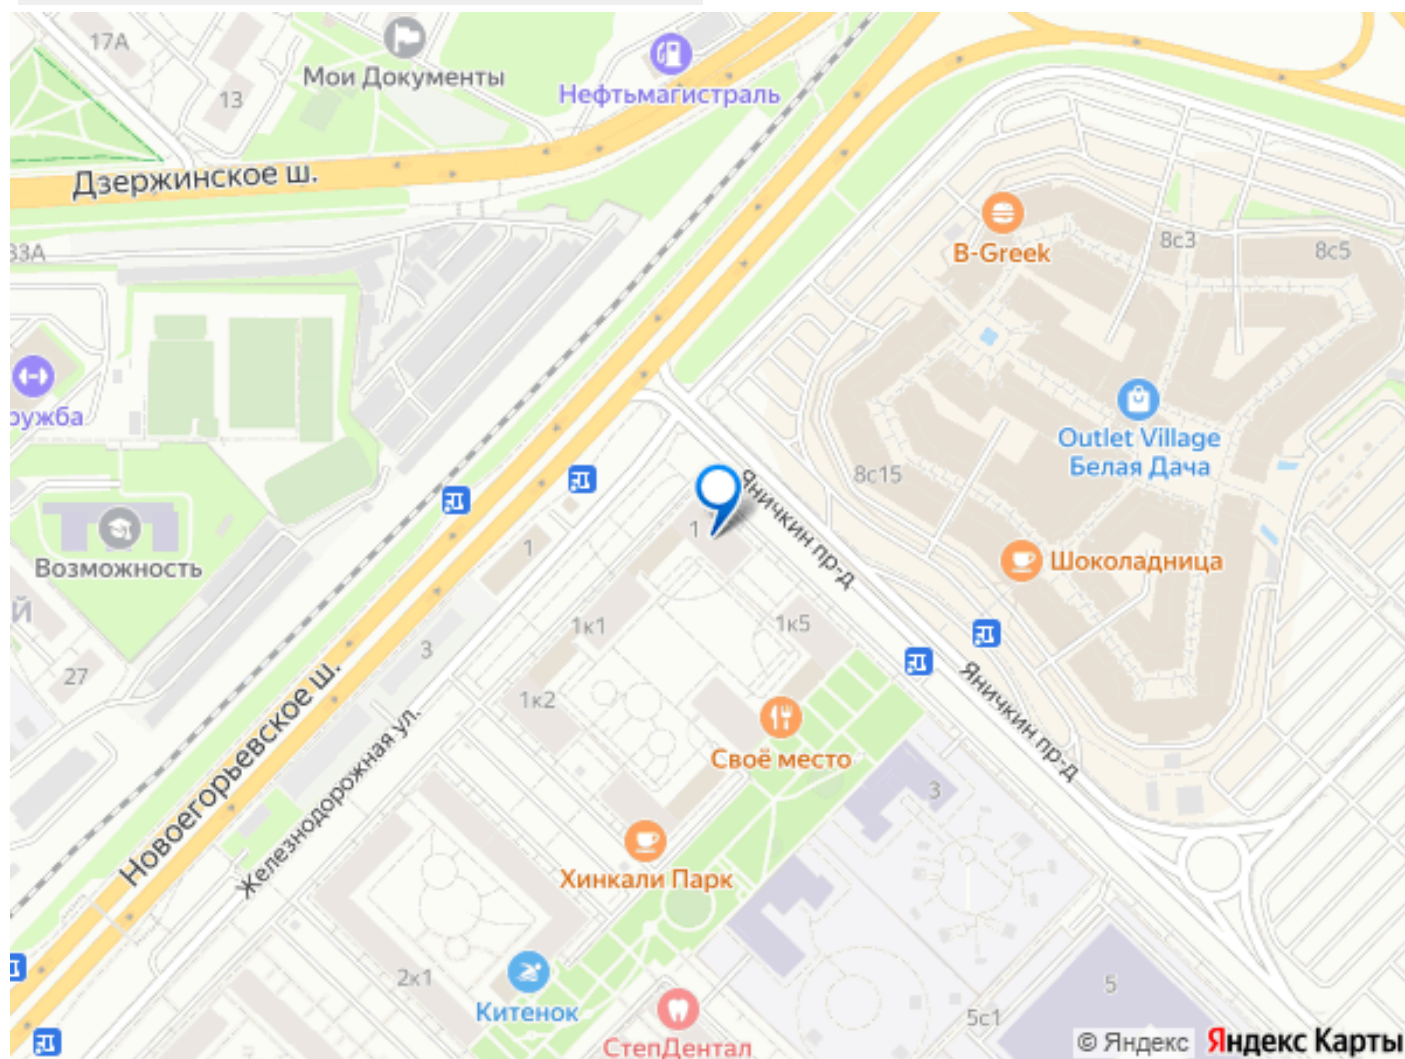 17А
Мои Документы
13
Нефтьмагистраль
Дзержинское ш.
33А
B-Greek
8с3
8с5
ружба
Outlet Village
Белая Дача
8с15
Яничкин пр-д
1
1
Возможность
Шоколадница
Й
1к1
1к5
3
27
1к2
Новоегорьевское ш.
Яничкин пр-д
Железнодорожная ул.
Своё место
3
Хинкали Парк
2к1
Китенок
5
5с1
СтепДентал
© Яндекс
Яндекс Карты